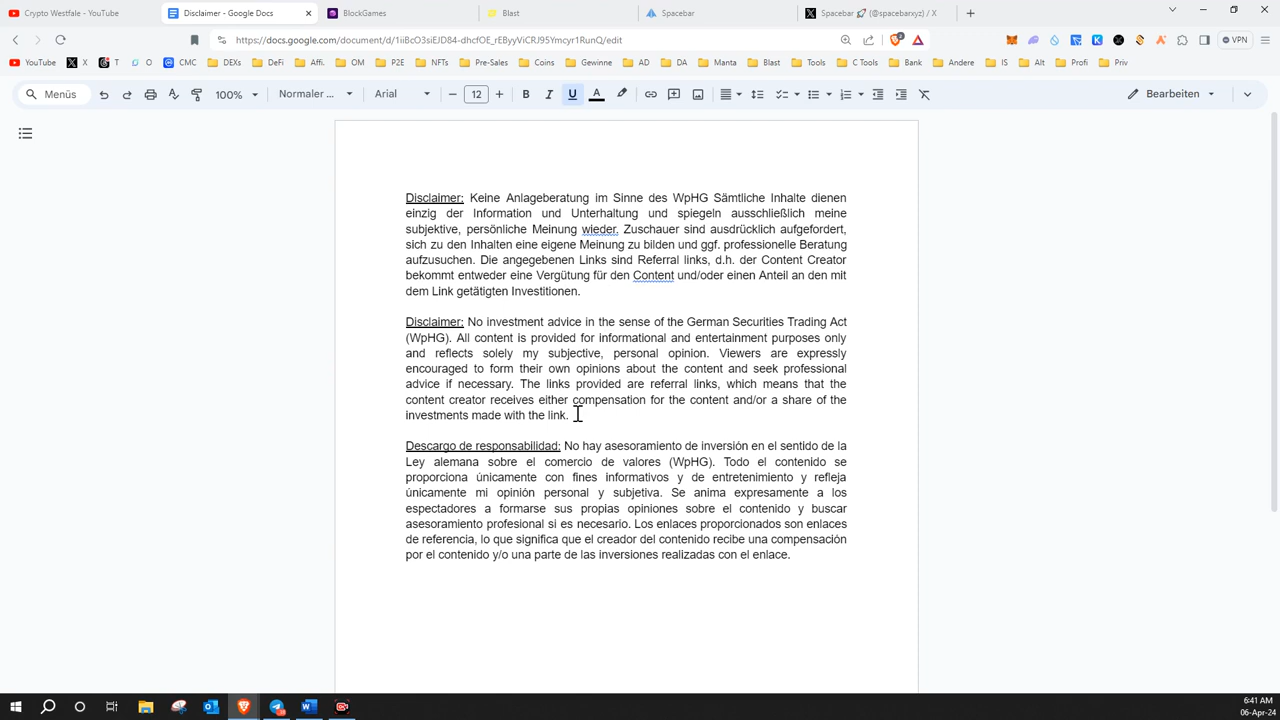 Crypto Westfale - YouTube
Disclaimer - Google Docs
BlockGames
Blast
Spacebar
Spacebar 🚀 (@spacebarxyz) / X
https://docs.google.com/document/d/1iiBcO3siEJD84-dhcfOE_rEByyViCRJ95Ymcyr1RunQ/edit
2
VPN
YouTube X T O CMC DEXs DeFi Affi. OM P2E NFTs Pre-Sales Coins Gewinne AD DA Manta Blast Tools C Tools Bank Andere IS Alt Profi Priv
Menüs 100% Normaler ... Arial 12 B I U A Bearbeiten
Disclaimer: Keine Anlageberatung im Sinne des WpHG Sämtliche Inhalte dienen
einzig der Information und Unterhaltung und spiegeln ausschließlich meine
subjektive, persönliche Meinung wieder. Zuschauer sind ausdrücklich aufgefordert,
sich zu den Inhalten eine eigene Meinung zu bilden und ggf. professionelle Beratung
aufzusuchen. Die angegebenen Links sind Referral links, d.h. der Content Creator
bekommt entweder eine Vergütung für den Content und/oder einen Anteil an den mit
dem Link getätigten Investitionen.
Disclaimer: No investment advice in the sense of the German Securities Trading Act
(WpHG). All content is provided for informational and entertainment purposes only
and reflects solely my subjective, personal opinion. Viewers are expressly
encouraged to form their own opinions about the content and seek professional
advice if necessary. The links provided are referral links, which means that the
content creator receives either compensation for the content and/or a share of the
investments made with the link.
Descargo de responsabilidad: No hay asesoramiento de inversión en el sentido de la
Ley alemana sobre el comercio de valores (WpHG). Todo el contenido se
proporciona únicamente con fines informativos y de entretenimiento y refleja
únicamente mi opinión personal y subjetiva. Se anima expresamente a los
espectadores a formarse sus propias opiniones sobre el contenido y buscar
asesoramiento profesional si es necesario. Los enlaces proporcionados son enlaces
de referencia, lo que significa que el creador del contenido recibe una compensación
por el contenido y/o una parte de las inversiones realizadas con el enlace.
6:41 AM
06-Apr-24